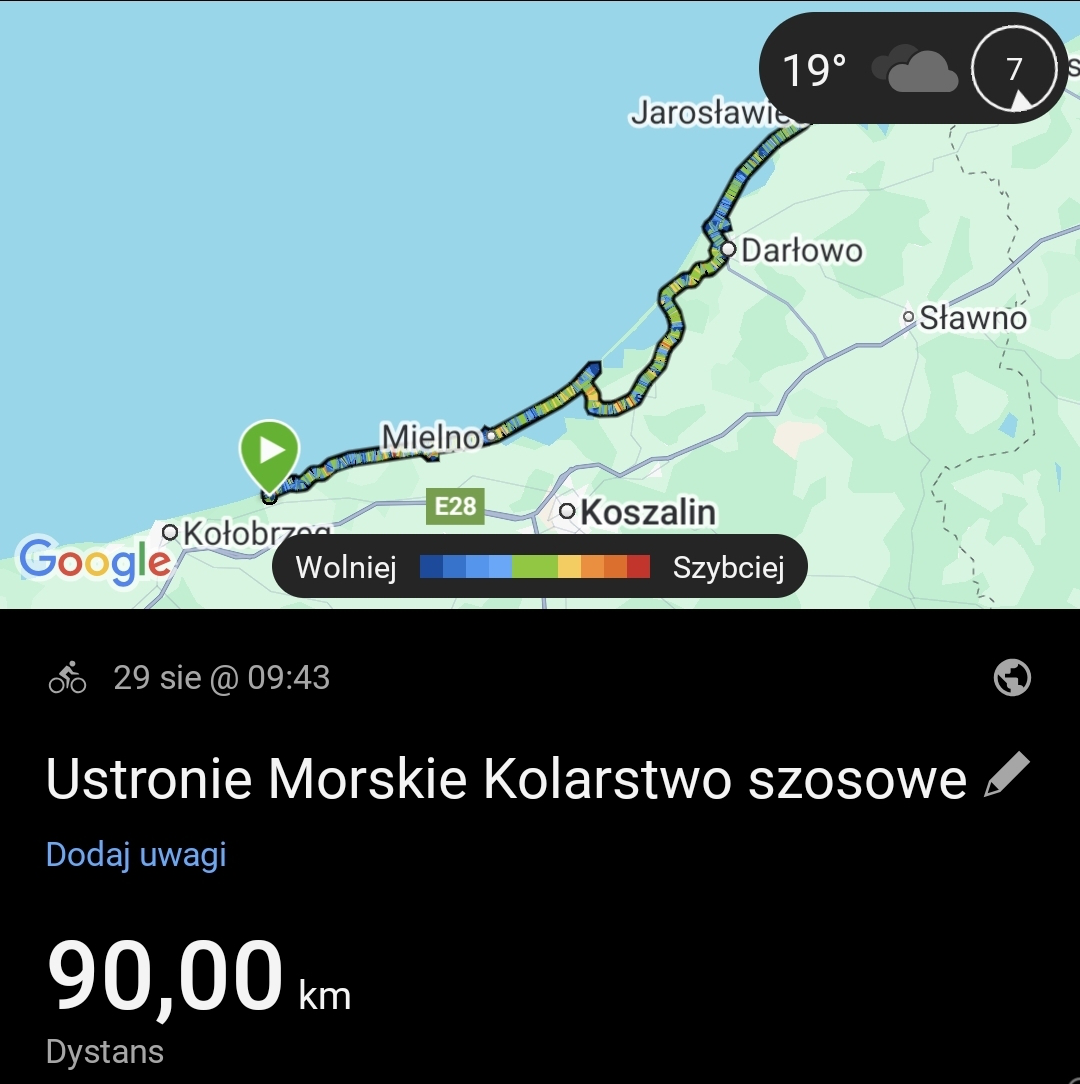 19°
7
s
Jarosławie
Darłowo
Sławno
Mielno
E28
Koszalin
Kołobrzeg
Google
Wolniej
Szybciej
29 sie @ 09:43
Ustronie Morskie Kolarstwo szosowe
Dodaj uwagi
90,00 km
Dystans